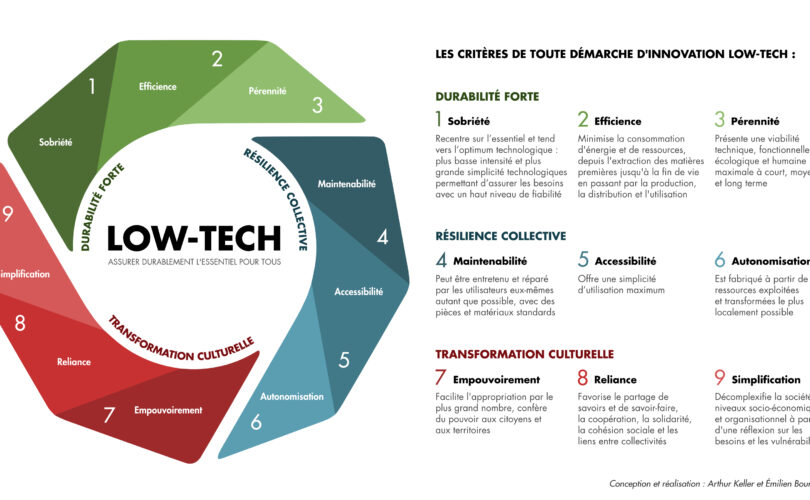 1
2
3
Sobriété
Efficience
Pérennité
DURABILITÉ FORTE
RÉSILIENCE COLLECTIVE
Maintenabilité
4
Accessibilité
5
Autonomisation
6
LOW-TECH
ASSURER DURABLEMENT L'ESSENTIEL POUR TOUS
TRANSFORMATION CULTURELLE
9
implification
8
Reliance
7
Empouvoirement
LES CRITÈRES DE TOUTE DÉMARCHE D'INNOVATION LOW-TECH :
DURABILITÉ FORTE
1 Sobriété
Recentre sur l'essentiel et tend
vers l'optimum technologique :
plus basse intensité et plus
grande simplicité technologiques
permettant d'assurer les besoins
avec un haut niveau de fiabilité
2 Efficience
Minimise la consommation
d'énergie et de ressources,
depuis l'extraction des matières
premières jusqu'à la fin de vie
en passant par la production,
la distribution et l'utilisation
3 Pérennité
Présente une viabilité
technique, fonctionnelle
écologique et humaine
maximale à court, moye
et long terme
RÉSILIENCE COLLECTIVE
4 Maintenabilité
Peut être entretenu et réparé
par les utilisateurs eux-mêmes
autant que possible, avec des
pièces et matériaux standards
5 Accessibilité
Offre une simplicité
d'utilisation maximum
6 Autonomisation
Est fabriqué à partir de
ressources exploitées
et transformées le plus
localement possible
TRANSFORMATION CULTURELLE
7 Empouvoirement
Facilite l'appropriation par le
plus grand nombre, confère
du pouvoir aux citoyens et
aux territoires
8 Reliance
Favorise le partage de
savoirs et de savoir-faire,
la coopération, la solidarité,
la cohésion sociale et les
liens entre collectivités
9 Simplification
Décomplexifie la société
niveaux socio-économiq
et organisationnel à par
d'une réflexion sur les
besoins et les vulnérabil
Conception et réalisation : Arthur Keller et Émilien Bour